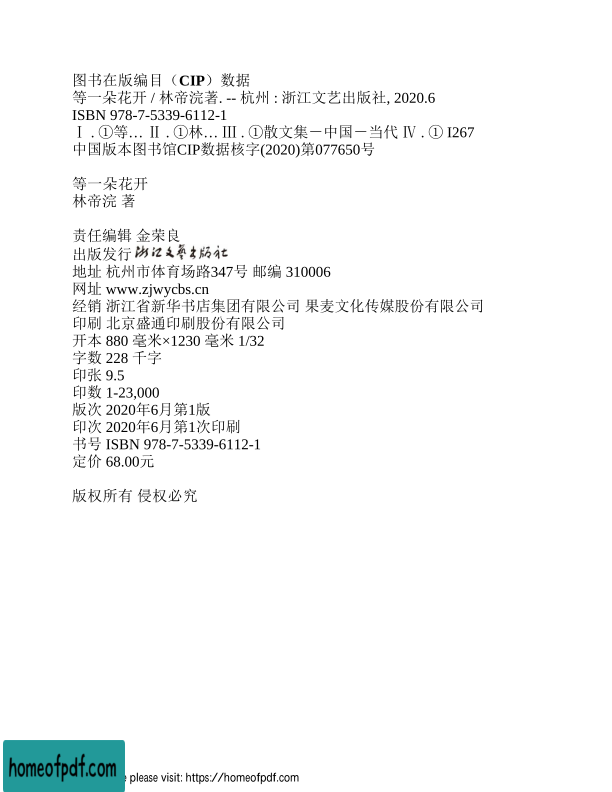 图书在版编目（CIP）数据
等一朵花开 / 林帝浣著. -- 杭州 : 浙江文艺出版社, 2020.6
ISBN 978-7-5339-6112-1
Ⅰ . ①等… Ⅱ . ①林… Ⅲ . ①散文集－中国－当代 Ⅳ . ① I267
中国版本图书馆CIP数据核字(2020)第077650号
等一朵花开
林帝浣 著
责任编辑 金荣良
出版发行 浙江文艺出版社
地址 杭州市体育场路347号 邮编 310006
网址 www.zjwycbs.cn
经销 浙江省新华书店集团有限公司 果麦文化传媒股份有限公司
印刷 北京盛通印刷股份有限公司
开本 880 毫米×1230 毫米 1/32
字数 228 千字
印张 9.5
印数 1-23,000
版次 2020年6月第1版
印次 2020年6月第1次印刷
书号 ISBN 978-7-5339-6112-1
定价 68.00元
版权所有 侵权必究
homeofpdf.com
please visit: https://homeofpdf.com